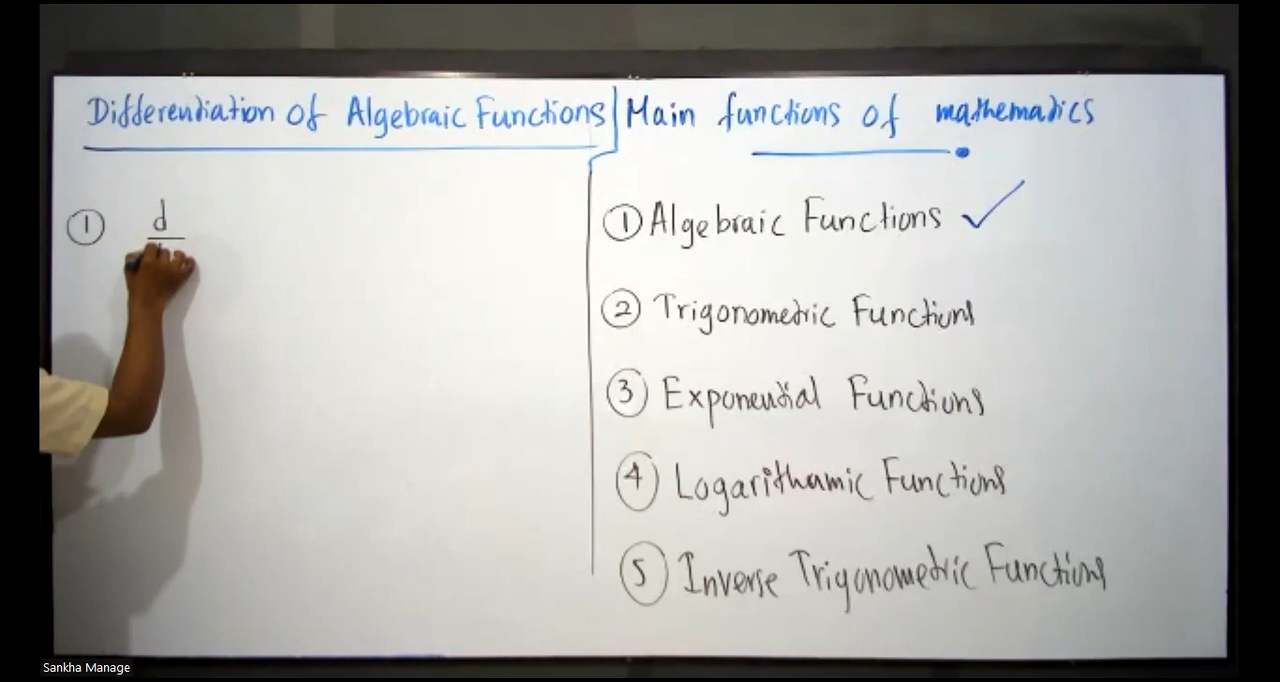 Differentiation of Algebraic Functions
① d
Main functions of mathematics
① Algebraic Functions ✓
② Trigonometric Functions
③ Exponential Functions
④ Logarithamic Functions
⑤ Inverse Trigonometric Functions
Sankha Manage